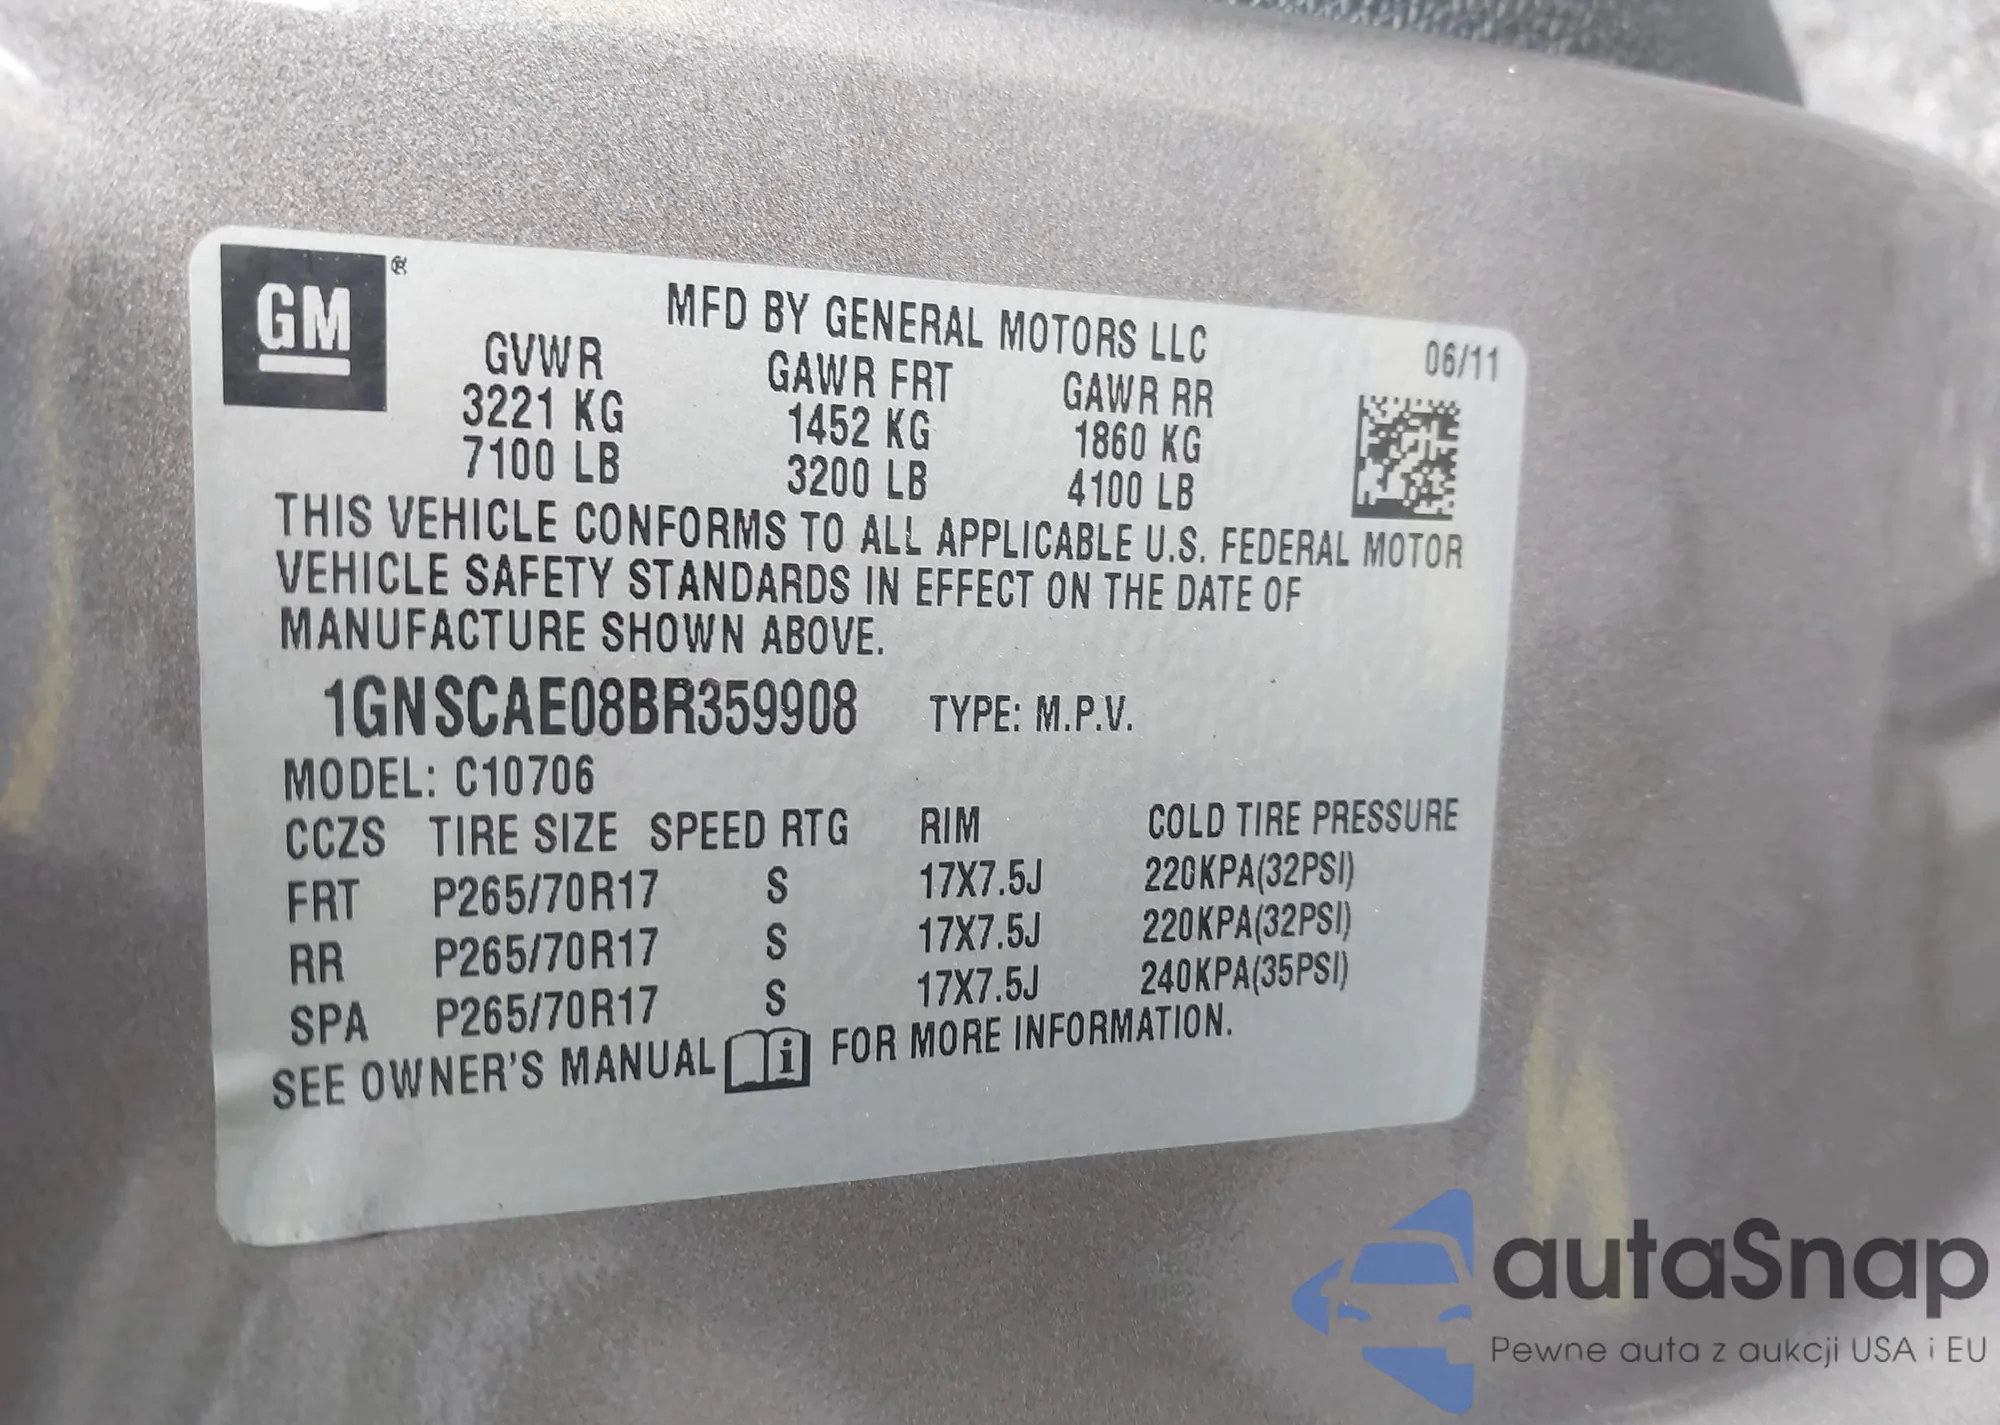 GM ®
MFD BY GENERAL MOTORS LLC
06/11
GVWR GAWR FRT GAWR RR
3221 KG 1452 KG 1860 KG
7100 LB 3200 LB 4100 LB
THIS VEHICLE CONFORMS TO ALL APPLICABLE U.S. FEDERAL MOTOR
VEHICLE SAFETY STANDARDS IN EFFECT ON THE DATE OF
MANUFACTURE SHOWN ABOVE.
1GNSCAE08BR359908 TYPE: M.P.V.
MODEL: C10706
CCZS TIRE SIZE SPEED RTG RIM COLD TIRE PRESSURE
FRT P265/70R17 S 17X7.5J 220KPA(32PSI)
RR P265/70R17 S 17X7.5J 220KPA(32PSI)
SPA P265/70R17 S 17X7.5J 240KPA(35PSI)
SEE OWNER'S MANUAL i FOR MORE INFORMATION.
autaSnap
Pewne auta z aukcji USA i EU